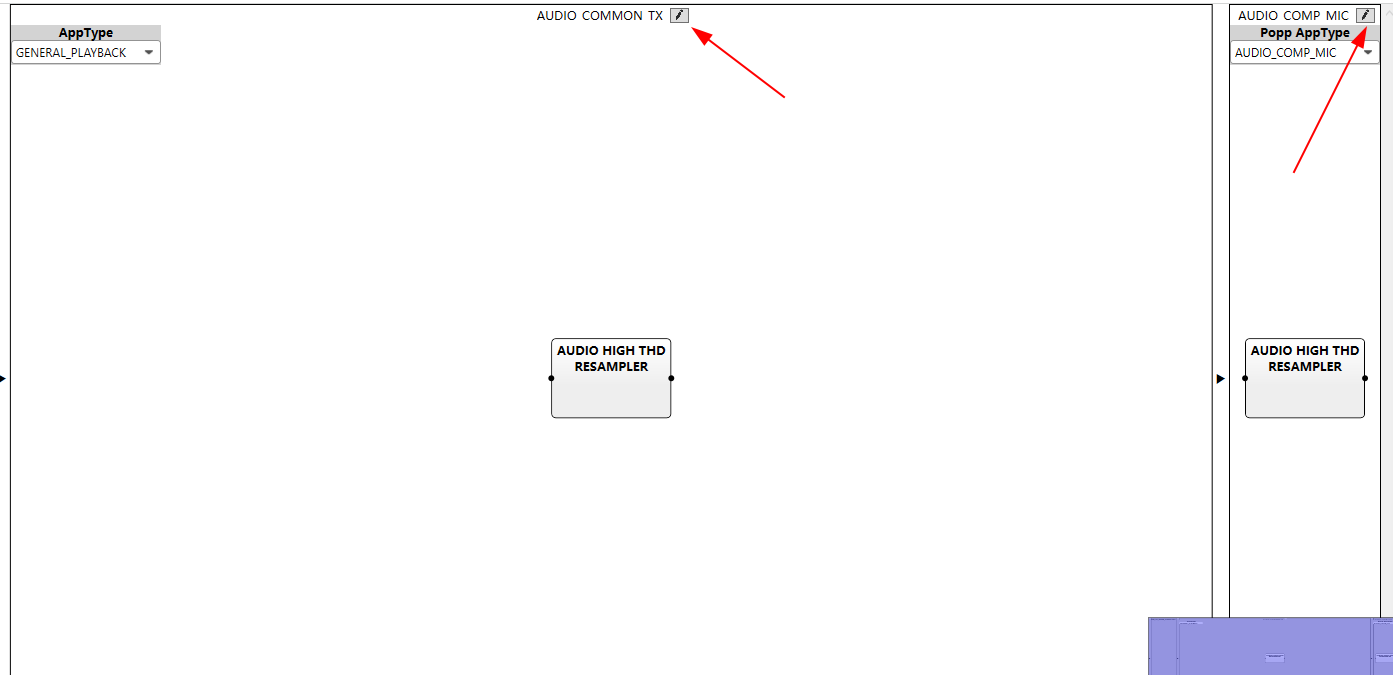 AUDIO COMMON TX
AUDIO COMP MIC
AppType
Popp AppType
GENERAL_PLAYBACK
AUDIO_COMP_MIC
AUDIO HIGH THD
RESAMPLER
AUDIO HIGH THD
RESAMPLER